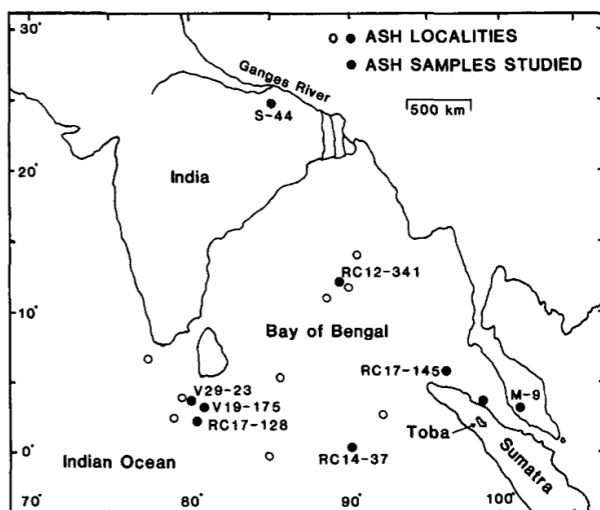 30°
○ ● ASH LOCALITIES
● ASH SAMPLES STUDIED
Ganges River
500 km
S-44
20°
India
RC12-341
10°
Bay of Bengal
RC17-145
V29-23
M-9
V19-175
RC17-128
Toba
0°
Indian Ocean
RC14-37
Sumatra
70°
80°
90°
100°